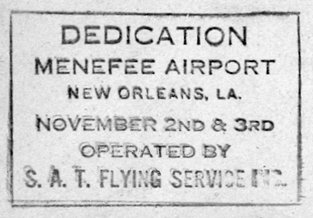 DEDICATION
MENEFEE AIRPORT
NEW ORLEANS, LA.
NOVEMBER 2ND & 3RD
OPERATED BY
S. A. T. FLYING SERVICE INC.